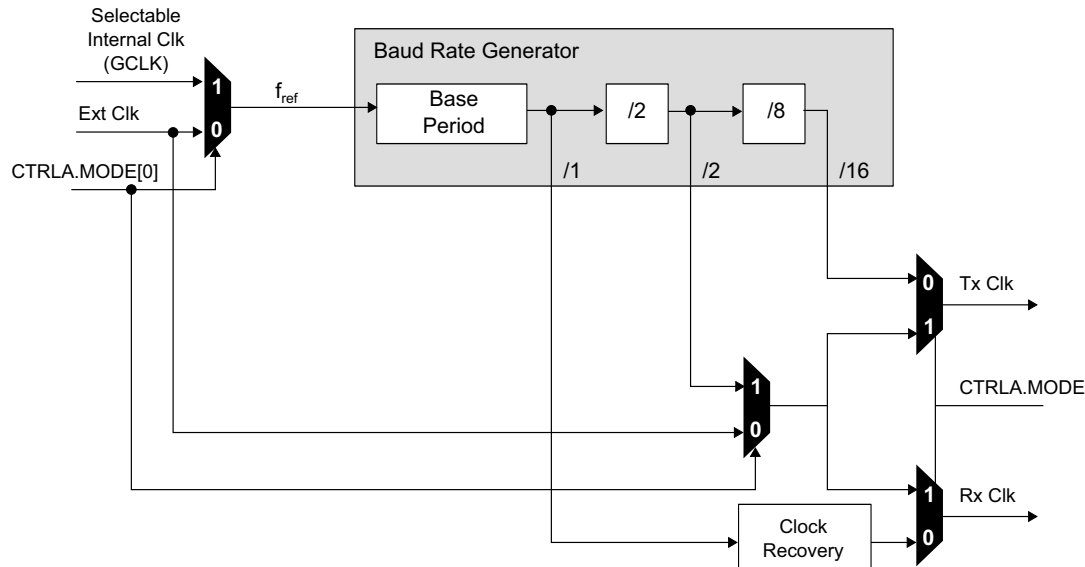 Selectable
Internal Clk
(GCLK)
Ext Clk
CTRLA.MODE[0]
1
0
fref
Baud Rate Generator
Base
Period
/2
/8
/1
/2
/16
0
1
Tx Clk
1
0
CTRLA.MODE
1
0
Rx Clk
Clock
Recovery